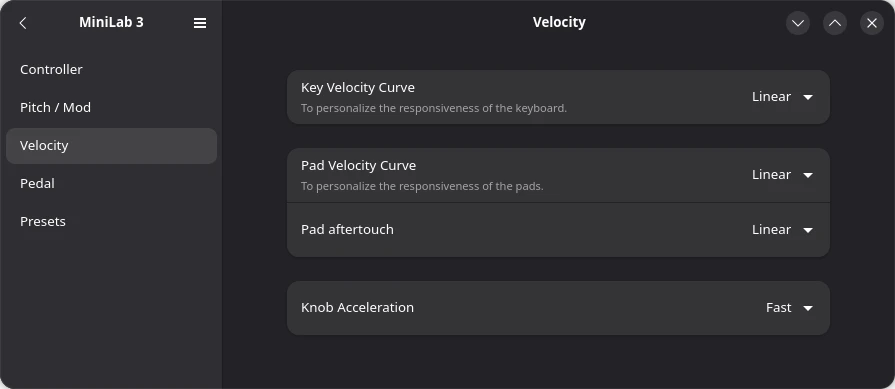 MiniLab 3
Controller
Pitch / Mod
Velocity
Pedal
Presets
Velocity
Key Velocity Curve
To personalize the responsiveness of the keyboard.
Linear
Pad Velocity Curve
To personalize the responsiveness of the pads.
Linear
Pad aftertouch
Linear
Knob Acceleration
Fast